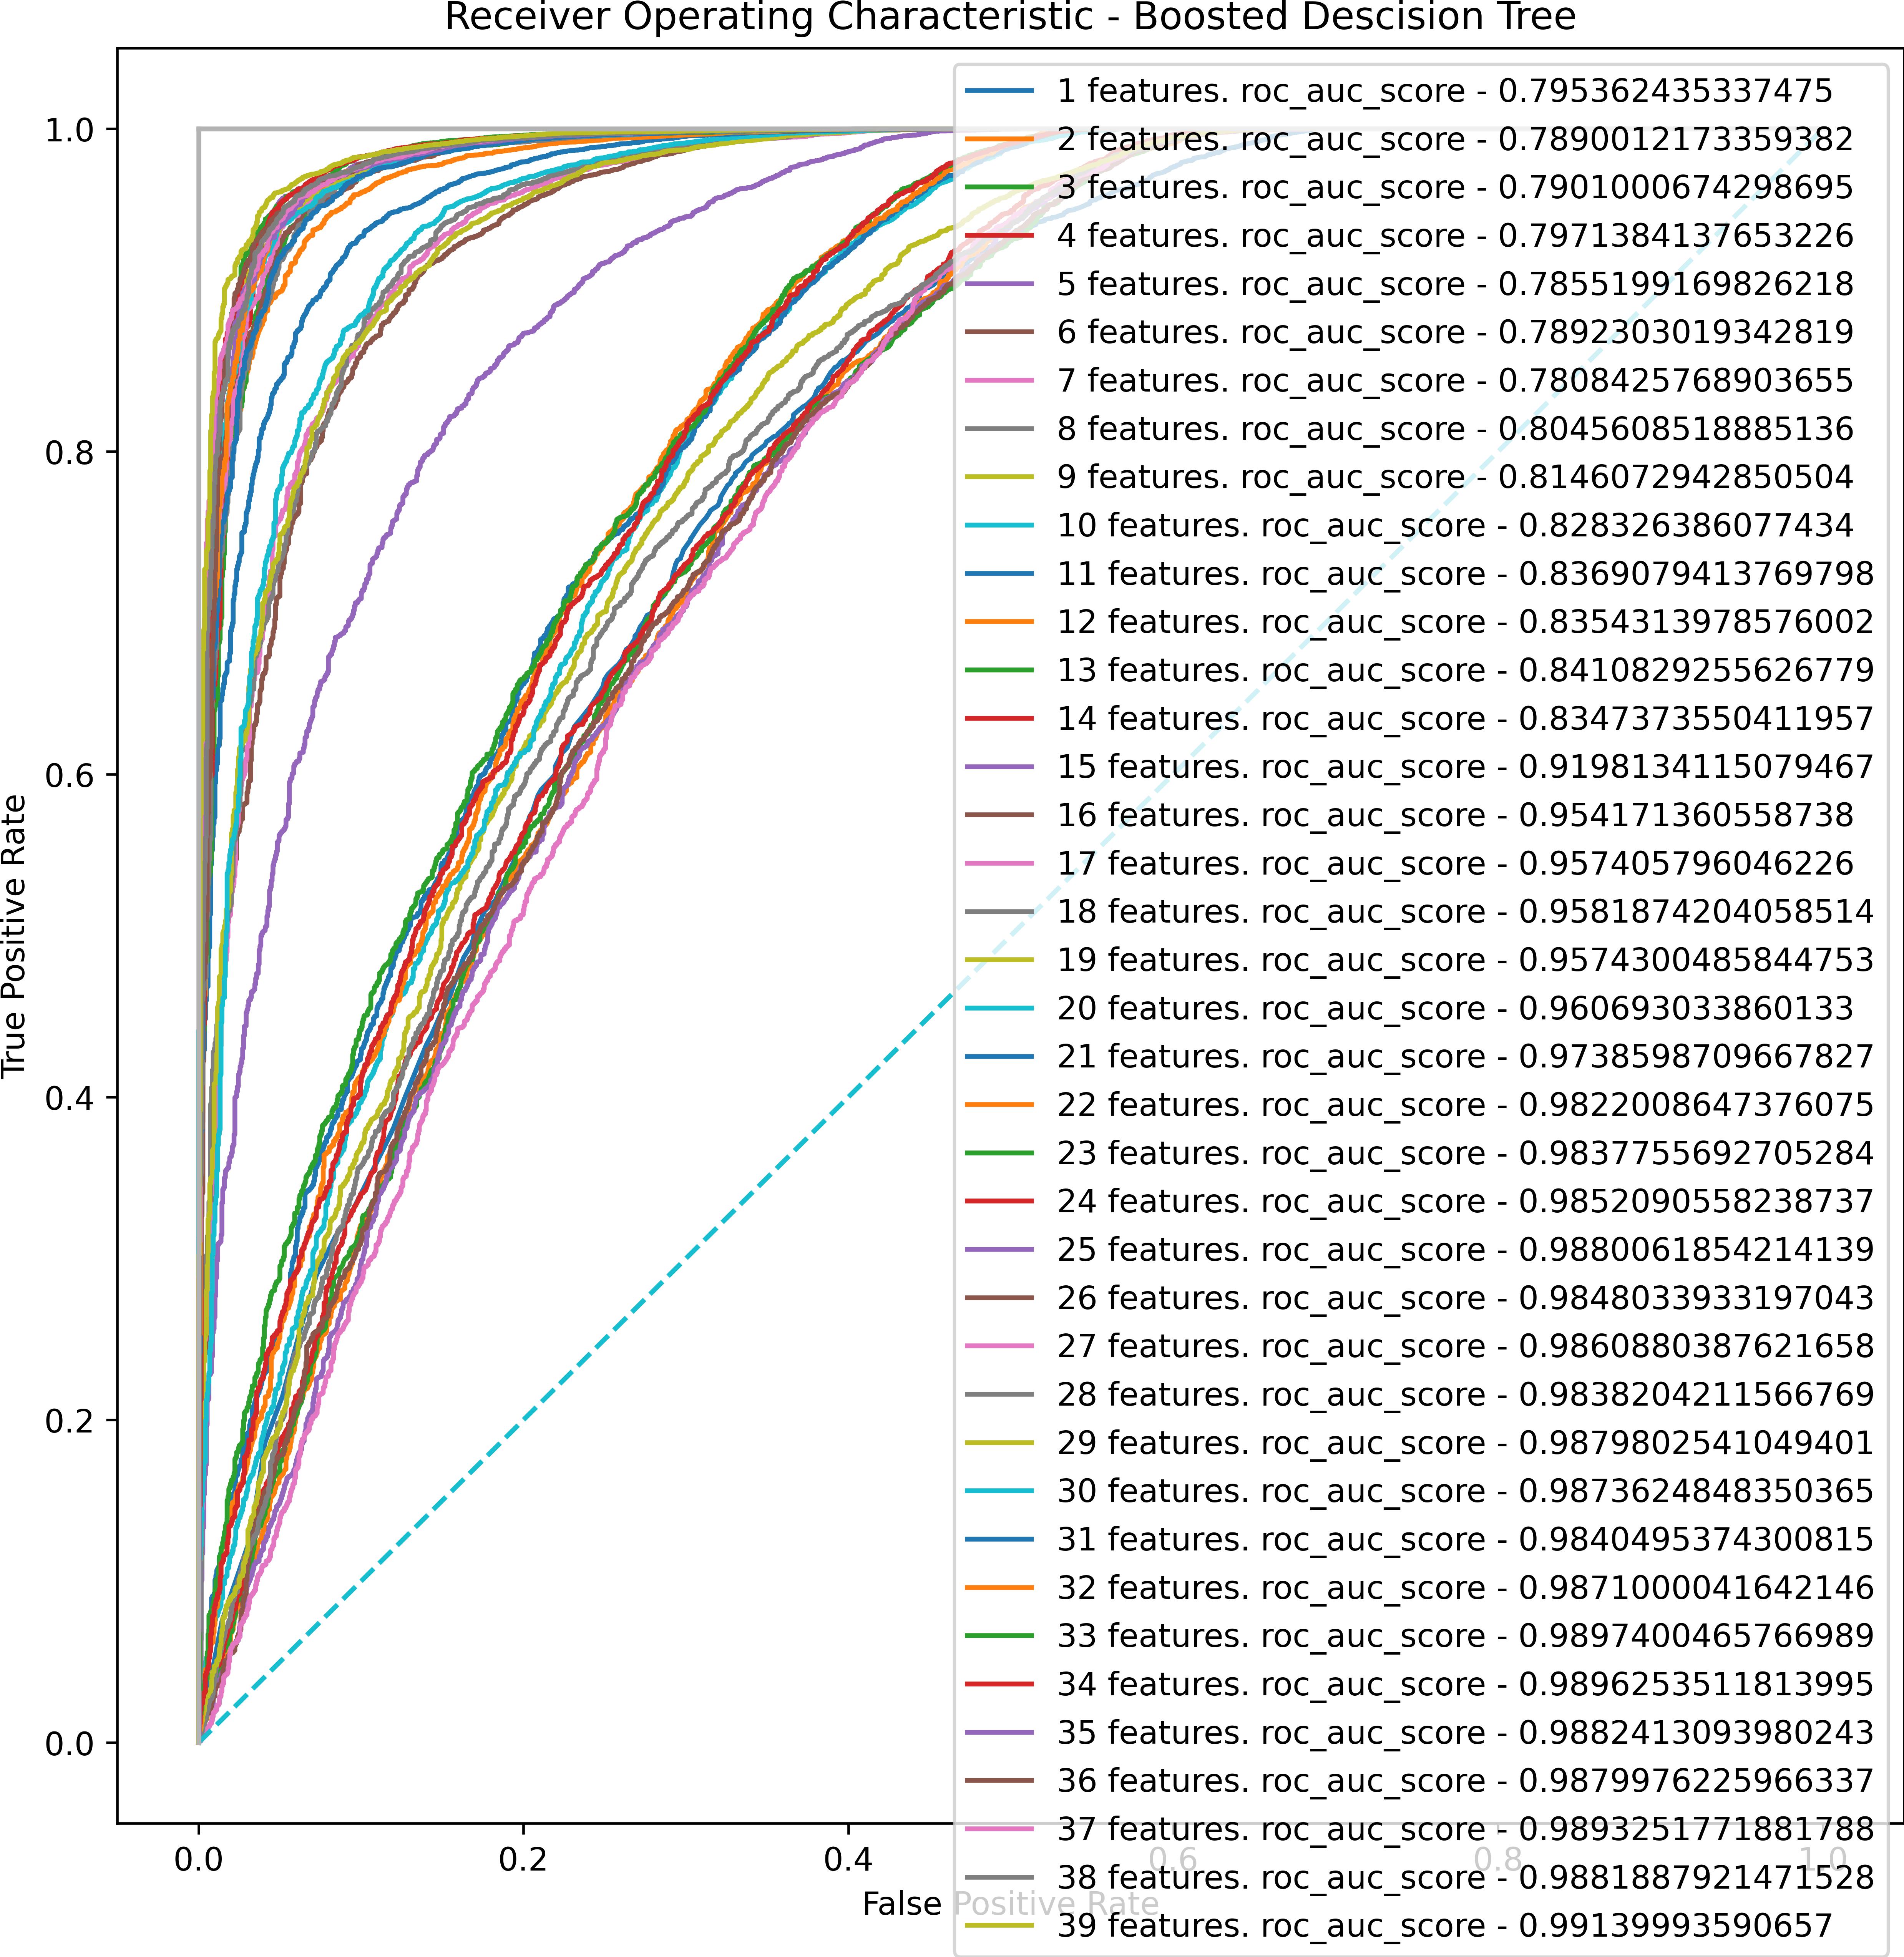 Receiver Operating Characteristic - Boosted Descision Tree
1 features. roc_auc_score - 0.795362435337475
2 features. roc_auc_score - 0.7890012173359382
3 features. roc_auc_score - 0.7901000674298695
4 features. roc_auc_score - 0.7971384137653226
5 features. roc_auc_score - 0.7855199169826218
6 features. roc_auc_score - 0.7892303019342819
7 features. roc_auc_score - 0.7808425768903655
8 features. roc_auc_score - 0.8045608518885136
9 features. roc_auc_score - 0.8146072942850504
10 features. roc_auc_score - 0.828326386077434
11 features. roc_auc_score - 0.8369079413769798
12 features. roc_auc_score - 0.8354313978576002
13 features. roc_auc_score - 0.8410829255626779
14 features. roc_auc_score - 0.8347373550411957
15 features. roc_auc_score - 0.9198134115079467
16 features. roc_auc_score - 0.954171360558738
17 features. roc_auc_score - 0.957405796046226
18 features. roc_auc_score - 0.9581874204058514
19 features. roc_auc_score - 0.9574300485844753
20 features. roc_auc_score - 0.960693033860133
21 features. roc_auc_score - 0.9738598709667827
22 features. roc_auc_score - 0.9822008647376075
23 features. roc_auc_score - 0.9837755692705284
24 features. roc_auc_score - 0.9852090558238737
25 features. roc_auc_score - 0.9880061854214139
26 features. roc_auc_score - 0.9848033933197043
27 features. roc_auc_score - 0.9860880387621658
28 features. roc_auc_score - 0.9838204211566769
29 features. roc_auc_score - 0.9879802541049401
30 features. roc_auc_score - 0.9873624848350365
31 features. roc_auc_score - 0.9840495374300815
32 features. roc_auc_score - 0.9871000041642146
33 features. roc_auc_score - 0.9897400465766989
34 features. roc_auc_score - 0.9896253511813995
35 features. roc_auc_score - 0.9882413093980243
36 features. roc_auc_score - 0.9879976225966337
37 features. roc_auc_score - 0.9893251771881788
38 features. roc_auc_score - 0.9881887921471528
39 features. roc_auc_score - 0.99139993590657
True Positive Rate
1.0
0.8
0.6
0.4
0.2
0.0
0.0 0.2 0.4 0.6 0.8 1.0
False Positive Rate